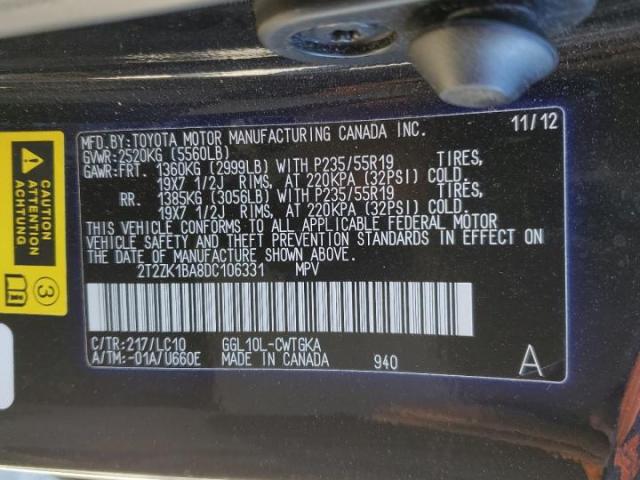 MFD.BY:TOYOTA MOTOR MANUFACTURING CANADA INC. 11/12
GVWR:2520KG (5560LB)
GAWR:FRT. 1360KG (2999LB) WITH P235/55R19 TIRES,
19X7 1/2J RIMS, AT 220KPA (32PSI) COLD.
RR. 1385KG (3056LB) WITH P235/55R19 TIRES,
19X7 1/2J RIMS, AT 220KPA (32PSI) COLD.
THIS VEHICLE CONFORMS TO ALL APPLICABLE FEDERAL MOTOR
VEHICLE SAFETY AND THEFT PREVENTION STANDARDS IN EFFECT ON
THE DATE OF MANUFACTURE SHOWN ABOVE.
2T2ZK1BA8DC106331 MPV
C/TR:217/LC10 GGL10L-CWTGKA
A/TM:-01A/U660E MADE IN CANADA 940 A
CAUTION
ATTENTION
ACHTUNG
3